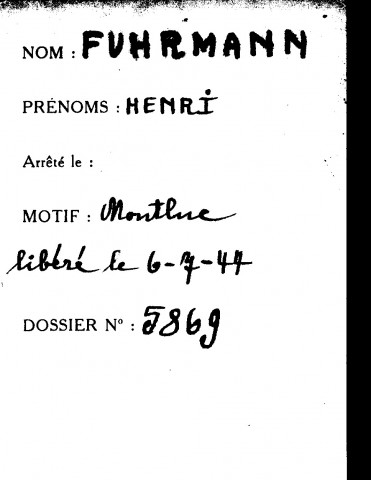 NOM : FUHRMANN
PRÉNOMS : HENRI
Arrêté le :
MOTIF : Montluc
libéré le 6-7-44
DOSSIER N° : 5869